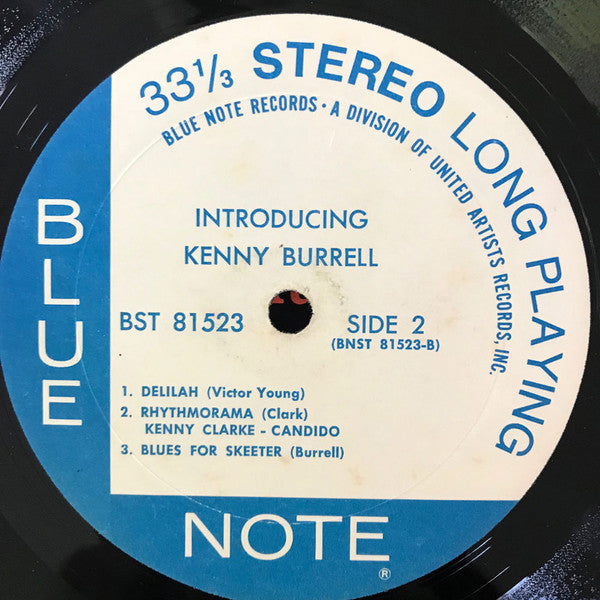 33⅓ STEREO LONG PLAYING
BLUE NOTE RECORDS • A DIVISION OF UNITED ARTISTS RECORDS, INC.
INTRODUCING
KENNY BURRELL
BST 81523
SIDE 2
(BNST 81523-B)
1. DELILAH (Victor Young)
2. RHYTHMORAMA (Clark)
KENNY CLARKE - CANDIDO
3. BLUES FOR SKEETER (Burrell)
BLUE
NOTE ®